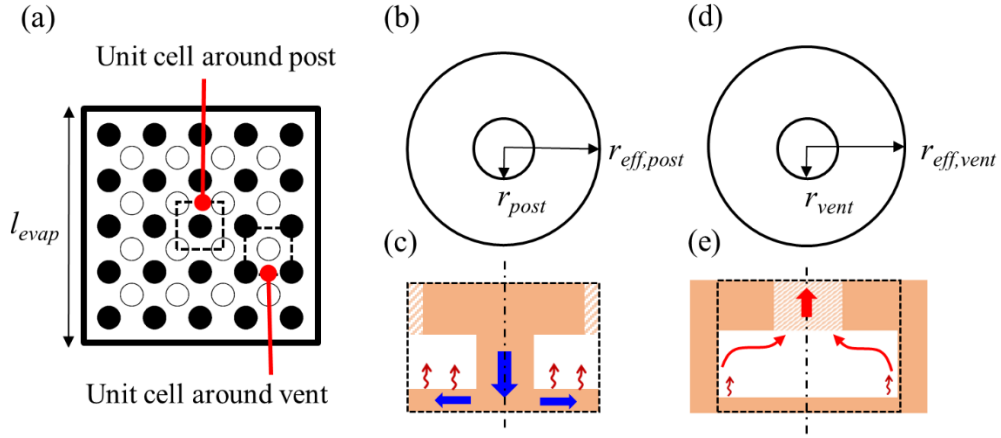 (a)
Unit cell around post
l_evap
Unit cell around vent
(b)
r_eff,post
r_post
(c)
(d)
r_eff,vent
r_vent
(e)